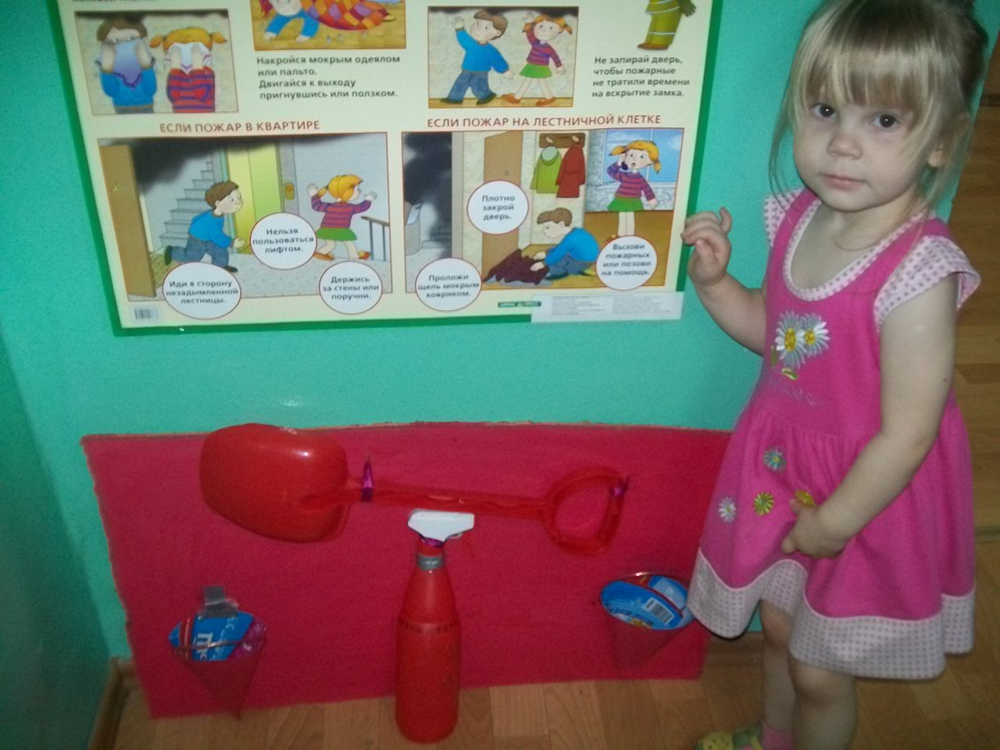 Накройся мокрым одеялом
или пальто.
Двигайся к выходу
пригнувшись или ползком.
Не запирай дверь,
чтобы пожарные
не тратили времени
на вскрытие замка.
ЕСЛИ ПОЖАР В КВАРТИРЕ
ЕСЛИ ПОЖАР НА ЛЕСТНИЧНОЙ КЛЕТКЕ
Нельзя
пользоваться
лифтом.
Иди в сторону
незадымленной
лестницы.
Держись
за стены или
поручни.
Плотно
закрой
дверь.
Проложи
щель мокрым
ковриком.
Вызови
пожарных
или позови
на помощь.